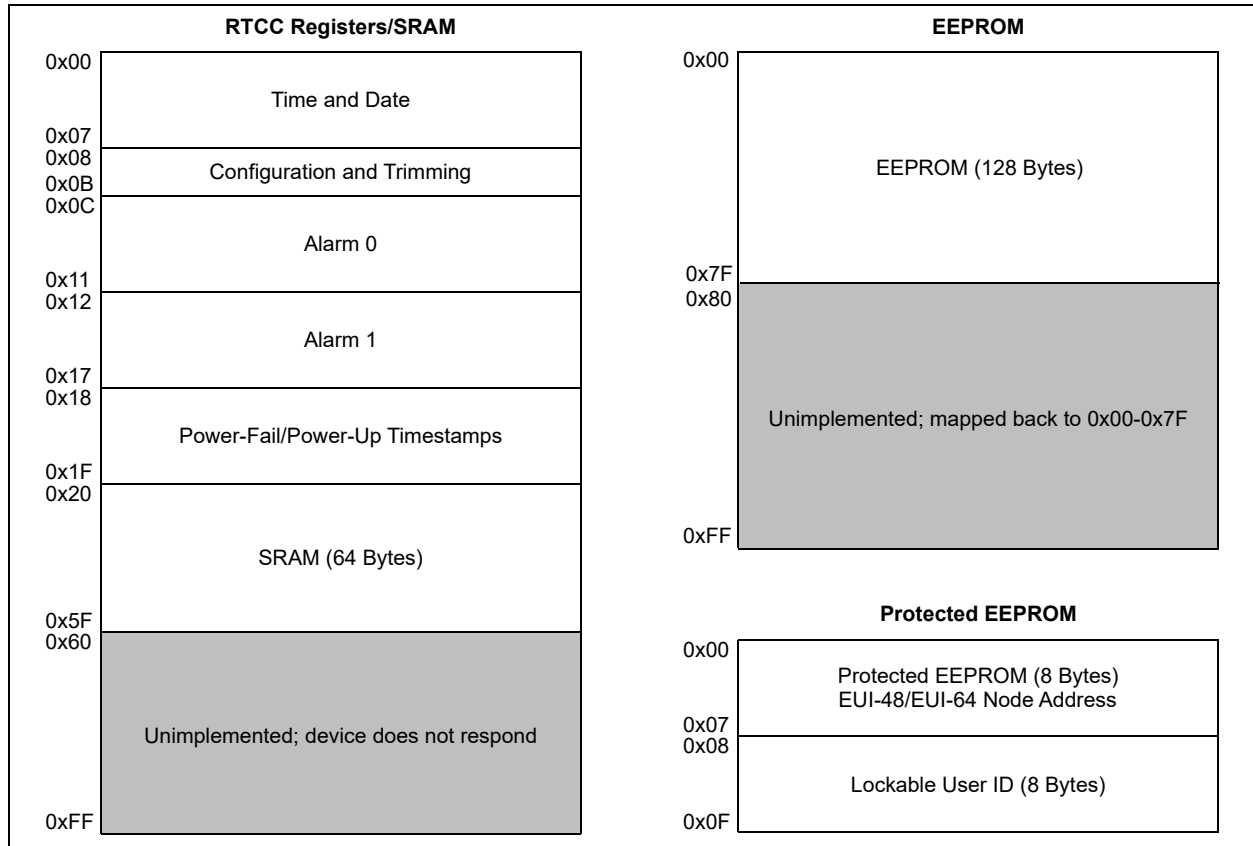 RTCC Registers/SRAM
0x00
Time and Date
0x07
0x08
Configuration and Trimming
0x0B
0x0C
Alarm 0
0x11
0x12
Alarm 1
0x17
0x18
Power-Fail/Power-Up Timestamps
0x1F
0x20
SRAM (64 Bytes)
0x5F
0x60
Unimplemented; device does not respond
0xFF
EEPROM
0x00
EEPROM (128 Bytes)
0x7F
0x80
Unimplemented; mapped back to 0x00-0x7F
0xFF
Protected EEPROM
0x00
Protected EEPROM (8 Bytes)
EUI-48/EUI-64 Node Address
0x07
0x08
Lockable User ID (8 Bytes)
0x0F